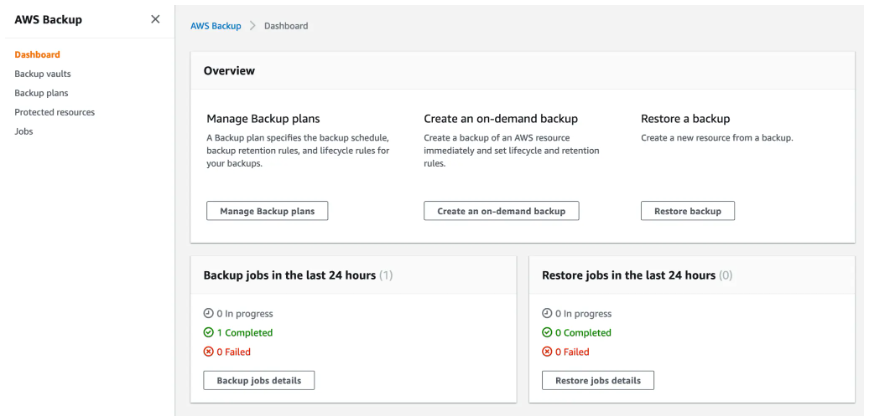 AWS Backup
Dashboard
Backup vaults
Backup plans
Protected resources
Jobs
AWS Backup > Dashboard
Overview
Manage Backup plans
A Backup plan specifies the backup schedule,
backup retention rules, and lifecycle rules for
your backups.
Manage Backup plans
Create an on-demand backup
Create a backup of an AWS resource
immediately and set lifecycle and retention
rules.
Create an on-demand backup
Restore a backup
Create a new resource from a backup.
Restore backup
Backup jobs in the last 24 hours (1)
0 In progress
1 Completed
0 Failed
Backup jobs details
Restore jobs in the last 24 hours (0)
0 In progress
0 Completed
0 Failed
Restore jobs details